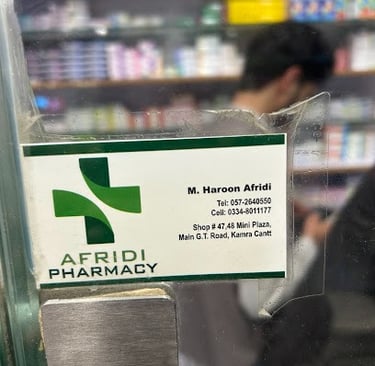 M. Haroon Afridi
Tel: 057-2640550
Cell: 0334-8011177
Shop # 47,48 Mini Plaza,
Main G.T. Road, Kamra Cantt
AFRIDI
PHARMACY